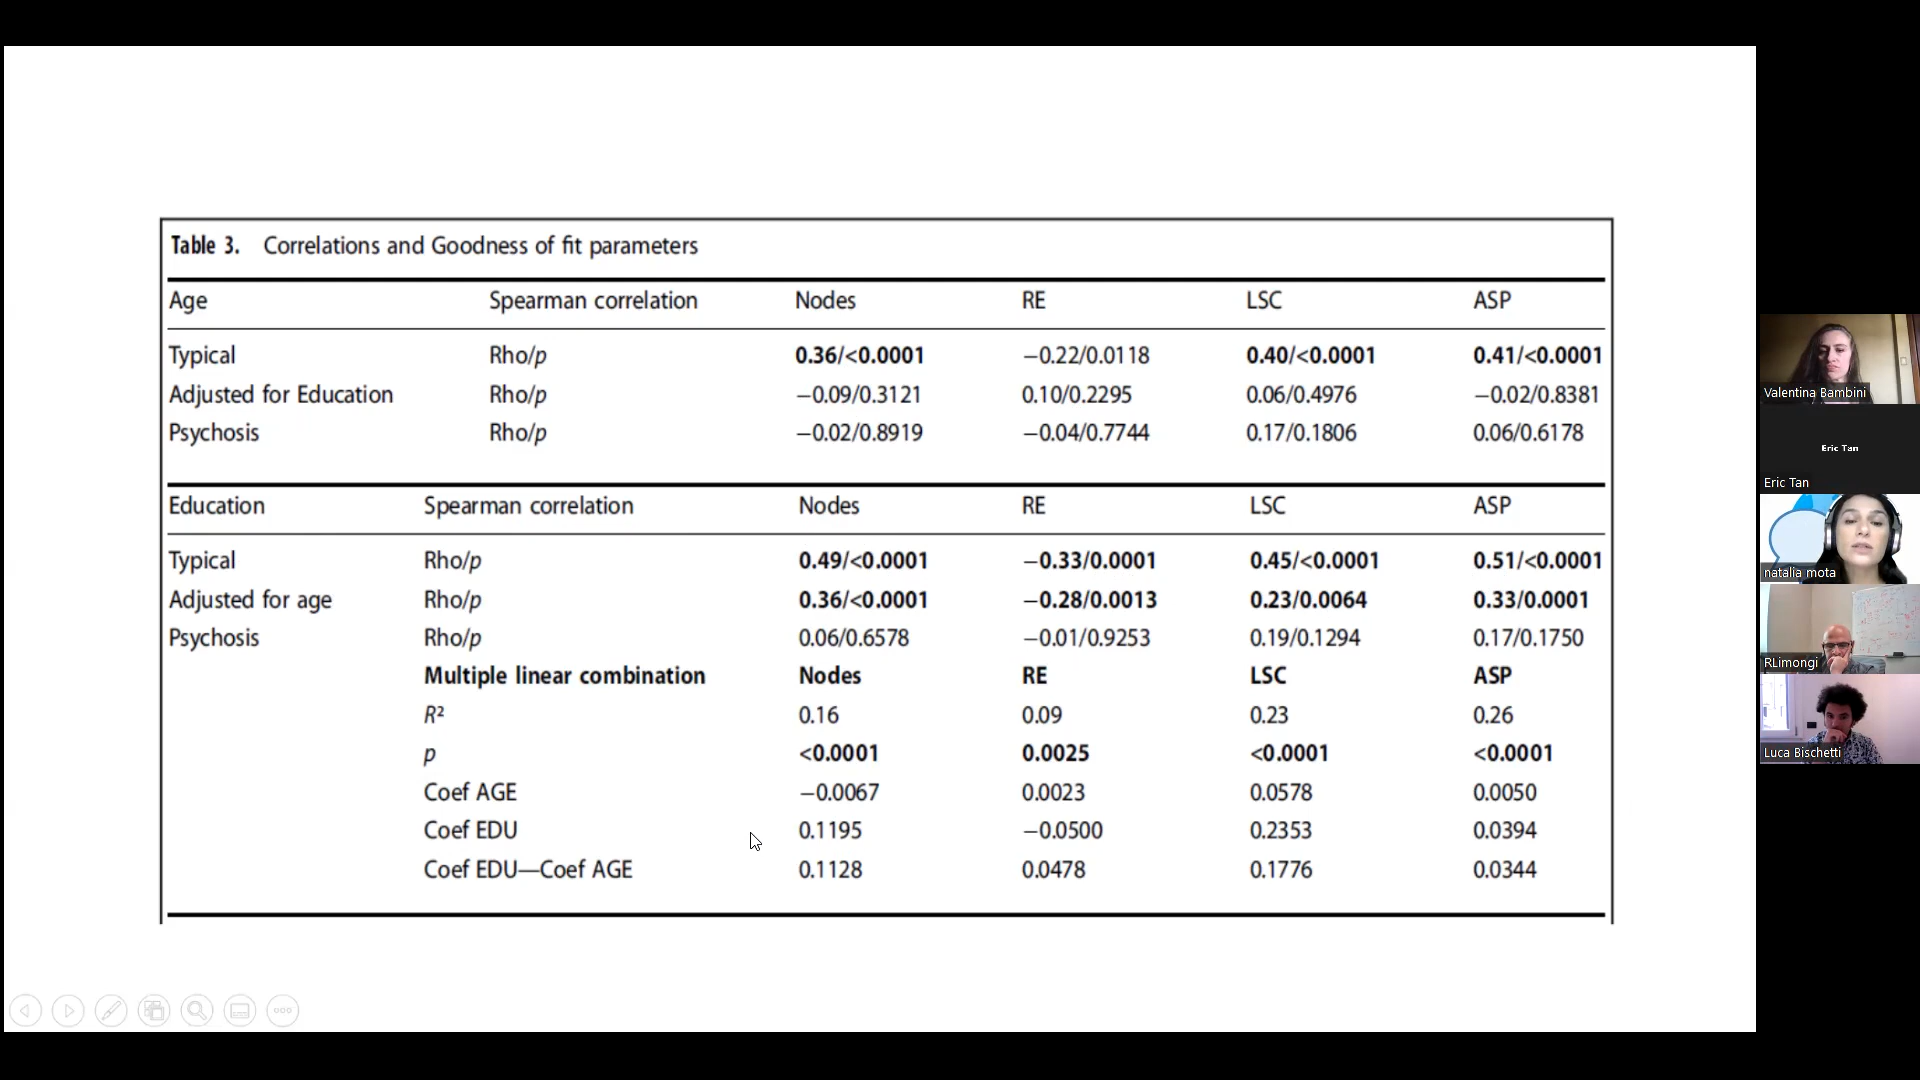 Table 3. Correlations and Goodness of fit parameters
Age Spearman correlation Nodes RE LSC ASP
Typical Rho/p 0.36/<0.0001 −0.22/0.0118 0.40/<0.0001 0.41/<0.0001
Adjusted for Education Rho/p −0.09/0.3121 0.10/0.2295 0.06/0.4976 −0.02/0.8381
Psychosis Rho/p −0.02/0.8919 −0.04/0.7744 0.17/0.1806 0.06/0.6178
Education Spearman correlation Nodes RE LSC ASP
Typical Rho/p 0.49/<0.0001 −0.33/0.0001 0.45/<0.0001 0.51/<0.0001
Adjusted for age Rho/p 0.36/<0.0001 −0.28/0.0013 0.23/0.0064 0.33/0.0001
Psychosis Rho/p 0.06/0.6578 −0.01/0.9253 0.19/0.1294 0.17/0.1750
Multiple linear combination Nodes RE LSC ASP
R² 0.16 0.09 0.23 0.26
p <0.0001 0.0025 <0.0001 <0.0001
Coef AGE −0.0067 0.0023 0.0578 0.0050
Coef EDU 0.1195 −0.0500 0.2353 0.0394
Coef EDU—Coef AGE 0.1128 0.0478 0.1776 0.0344
Valentina Bambini
Eric Tan
Eric Tan
natalia mota
RLimongi
Luca Bischetti